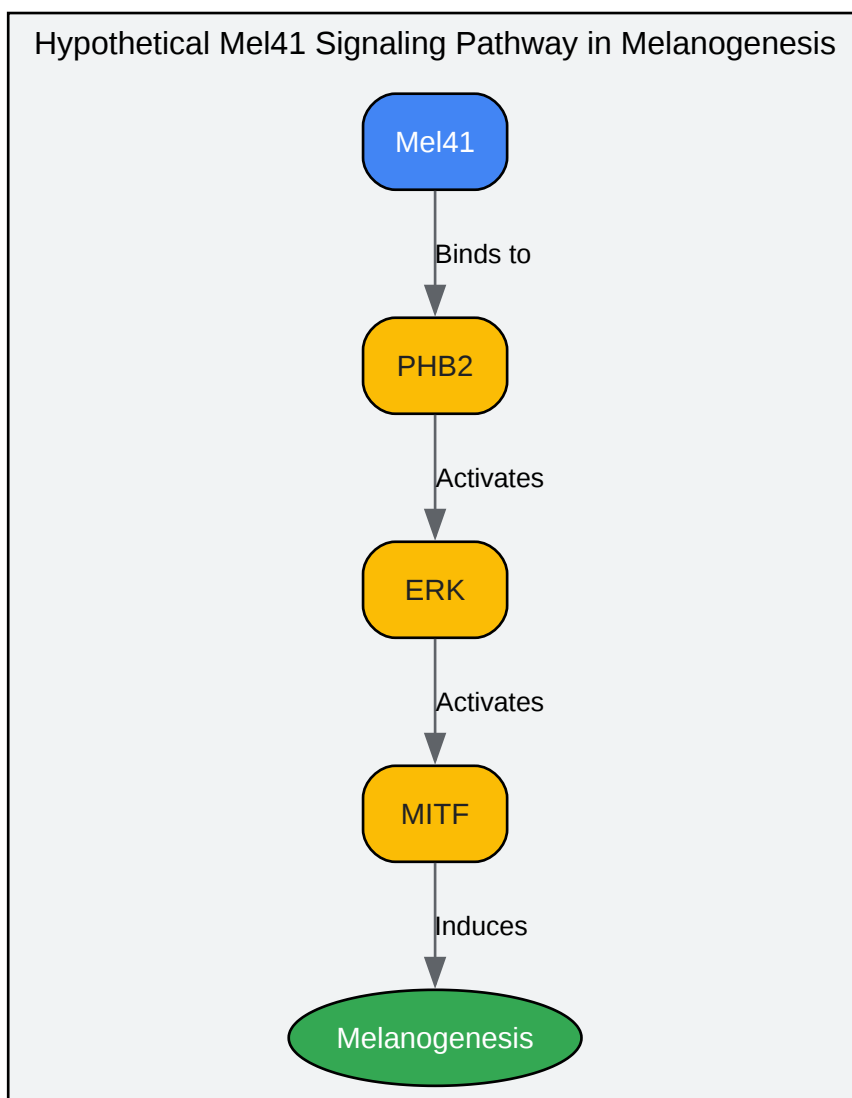 Hypothetical Mel41 Signaling Pathway in Melanogenesis
Mel41
Binds to
PHB2
Activates
ERK
Activates
MITF
Induces
Melanogenesis